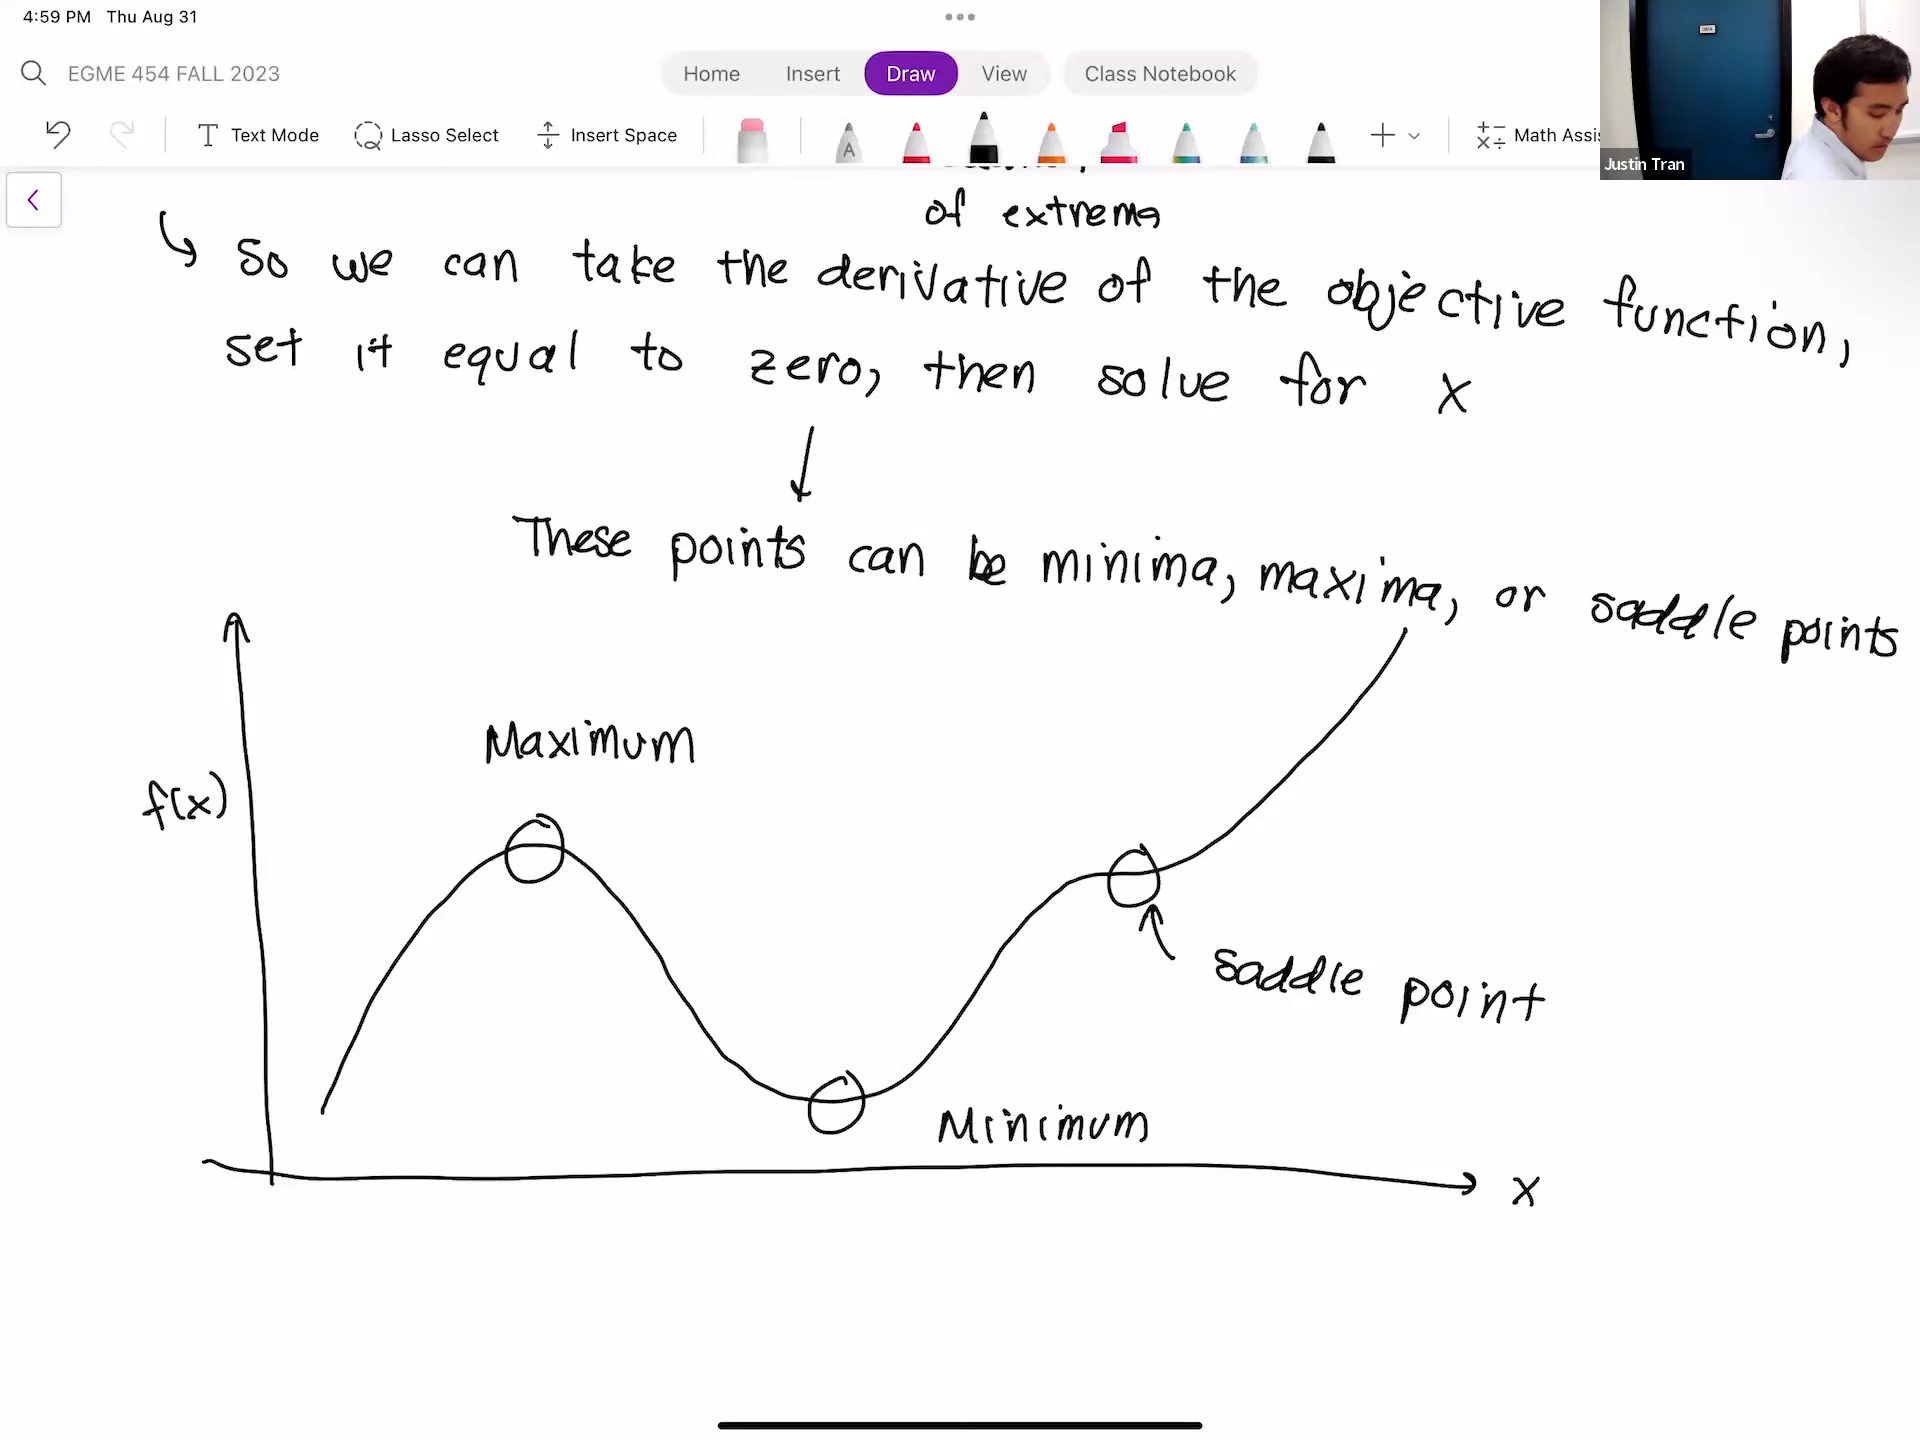 4:59 PM Thu Aug 31
EGME 454 FALL 2023
Home Insert Draw View Class Notebook
Text Mode Lasso Select Insert Space A Math Assi
Justin Tran
of extrema
So we can take the derivative of the objective function,
set it equal to zero, then solve for x
These points can be minima, maxima, or saddle points
Maximum
f(x)
saddle point
Minimum
x